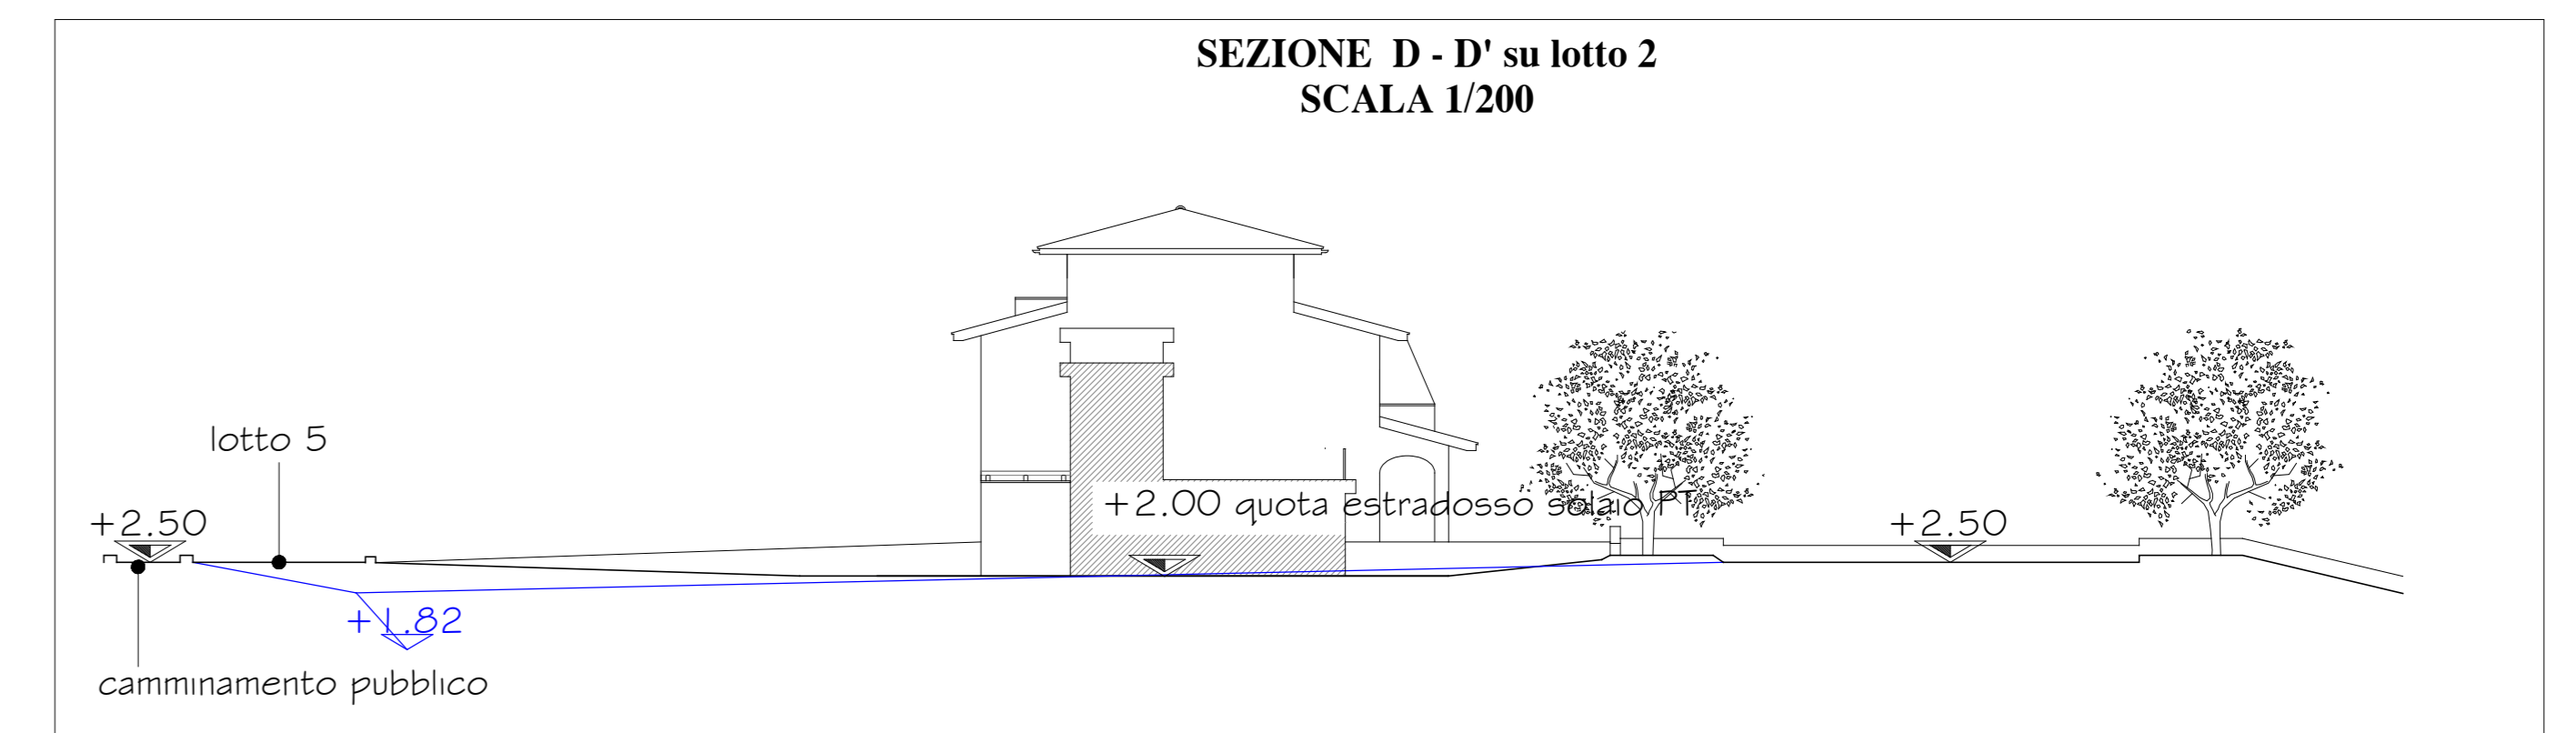 SEZIONE D - D' su lotto 2
SCALA 1/200
lotto 5
+2.50
+2.00 quota estradosso solaio PT
+2.50
+1.82
camminamento pubblico